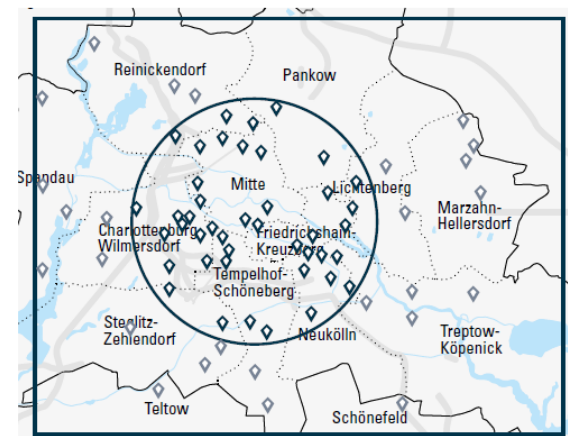 Reinickendorf
Pankow
Spandau
Mitte
Lichtenberg
Marzahn-
Hellersdorf
Charlottenburg
Wilmersdorf
Friedrichshain-
Kreuzberg
Tempelhof-
Schöneberg
Steglitz-
Zehlendorf
Neukölln
Treptow-
Köpenick
Teltow
Schönefeld